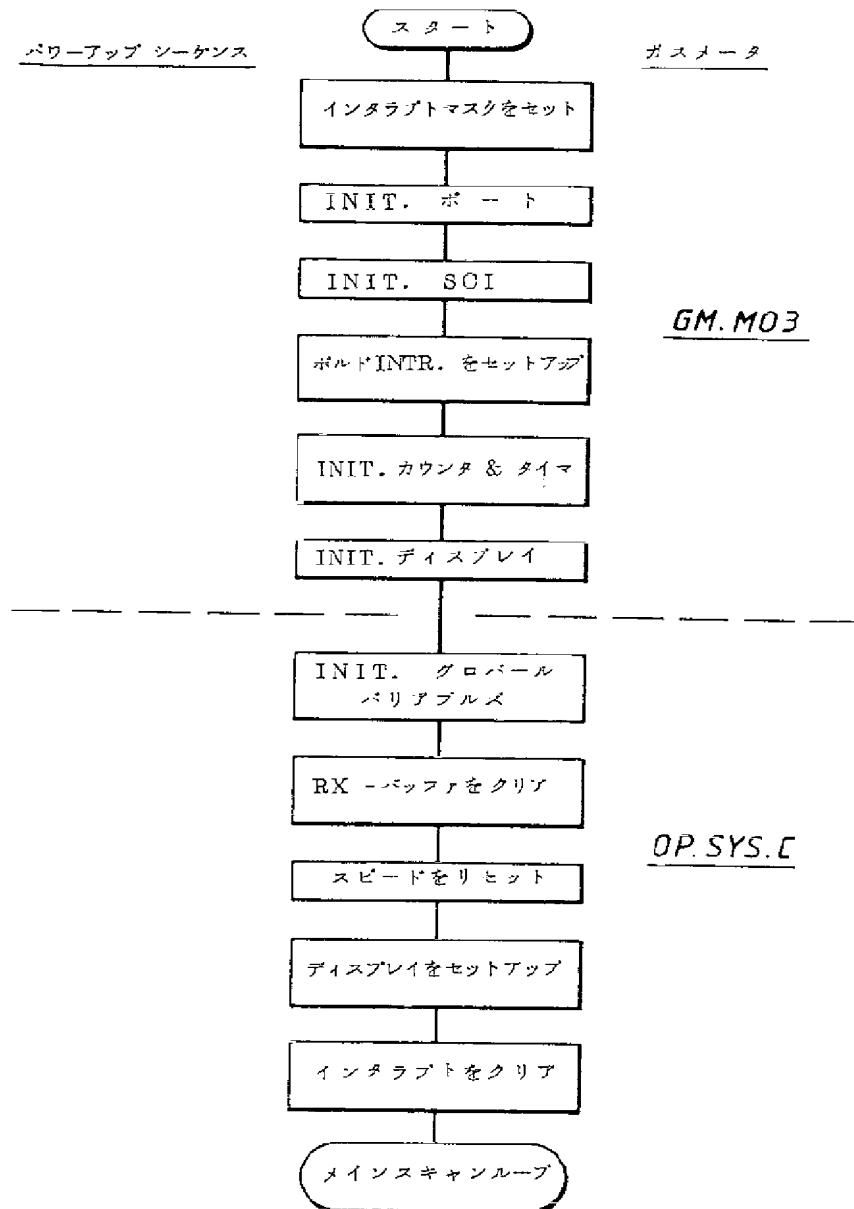 スタート
パワーアップ シーケンス
ガスメータ
インタラプトマスクをセット
INIT. ポート
INIT. SCI
GM.M03
ボルドINTR. をセットアップ
INIT. カウンタ & タイマ
INIT. ディスプレイ
INIT. グロバール
バリアブルズ
RX -バッファをクリア
OP. SYS. C
スピードをリセット
ディスプレイをセットアップ
インタラプトをクリア
メインスキャンループ